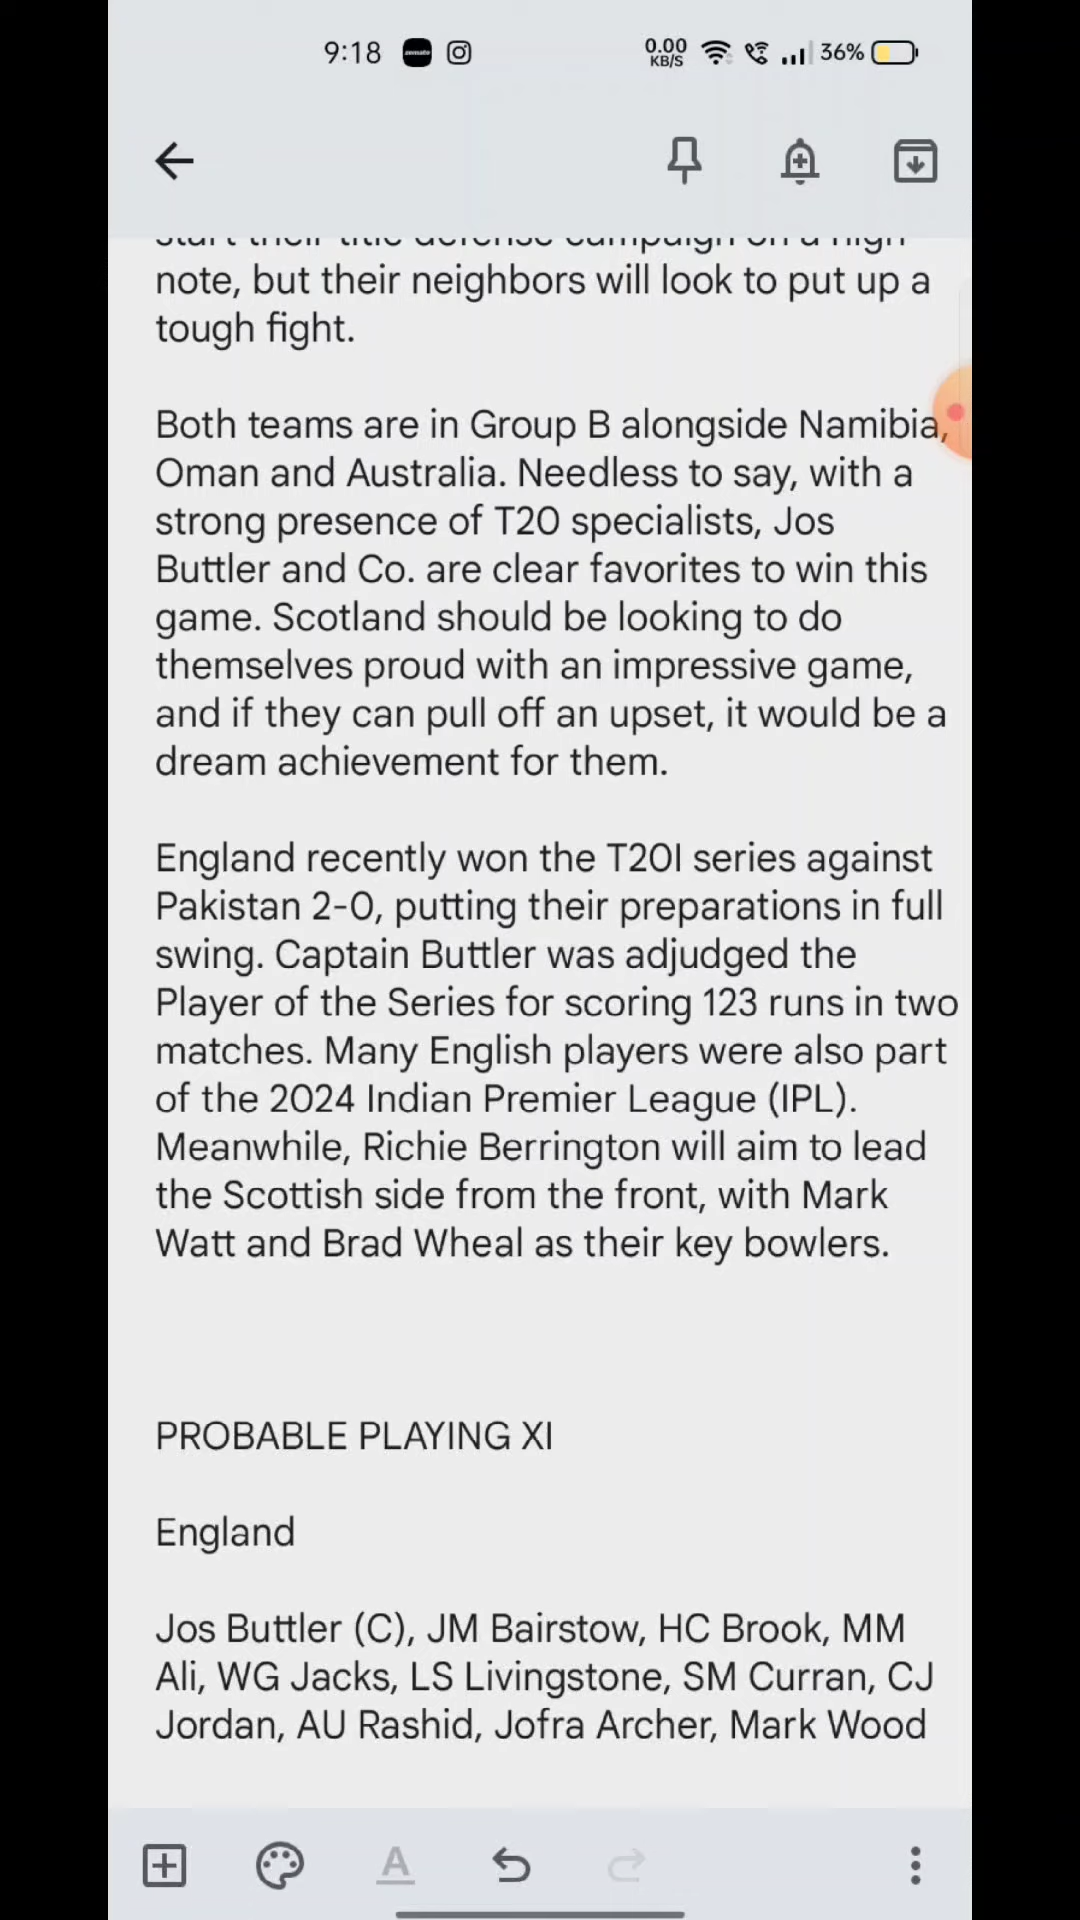 9:18
zomato
0.00
KB/S
36%
start their title defense campaign on a high
note, but their neighbors will look to put up a
tough fight.
Both teams are in Group B alongside Namibia,
Oman and Australia. Needless to say, with a
strong presence of T20 specialists, Jos
Buttler and Co. are clear favorites to win this
game. Scotland should be looking to do
themselves proud with an impressive game,
and if they can pull off an upset, it would be a
dream achievement for them.
England recently won the T20I series against
Pakistan 2-0, putting their preparations in full
swing. Captain Buttler was adjudged the
Player of the Series for scoring 123 runs in two
matches. Many English players were also part
of the 2024 Indian Premier League (IPL).
Meanwhile, Richie Berrington will aim to lead
the Scottish side from the front, with Mark
Watt and Brad Wheal as their key bowlers.
PROBABLE PLAYING XI
England
Jos Buttler (C), JM Bairstow, HC Brook, MM
Ali, WG Jacks, LS Livingstone, SM Curran, CJ
Jordan, AU Rashid, Jofra Archer, Mark Wood
A